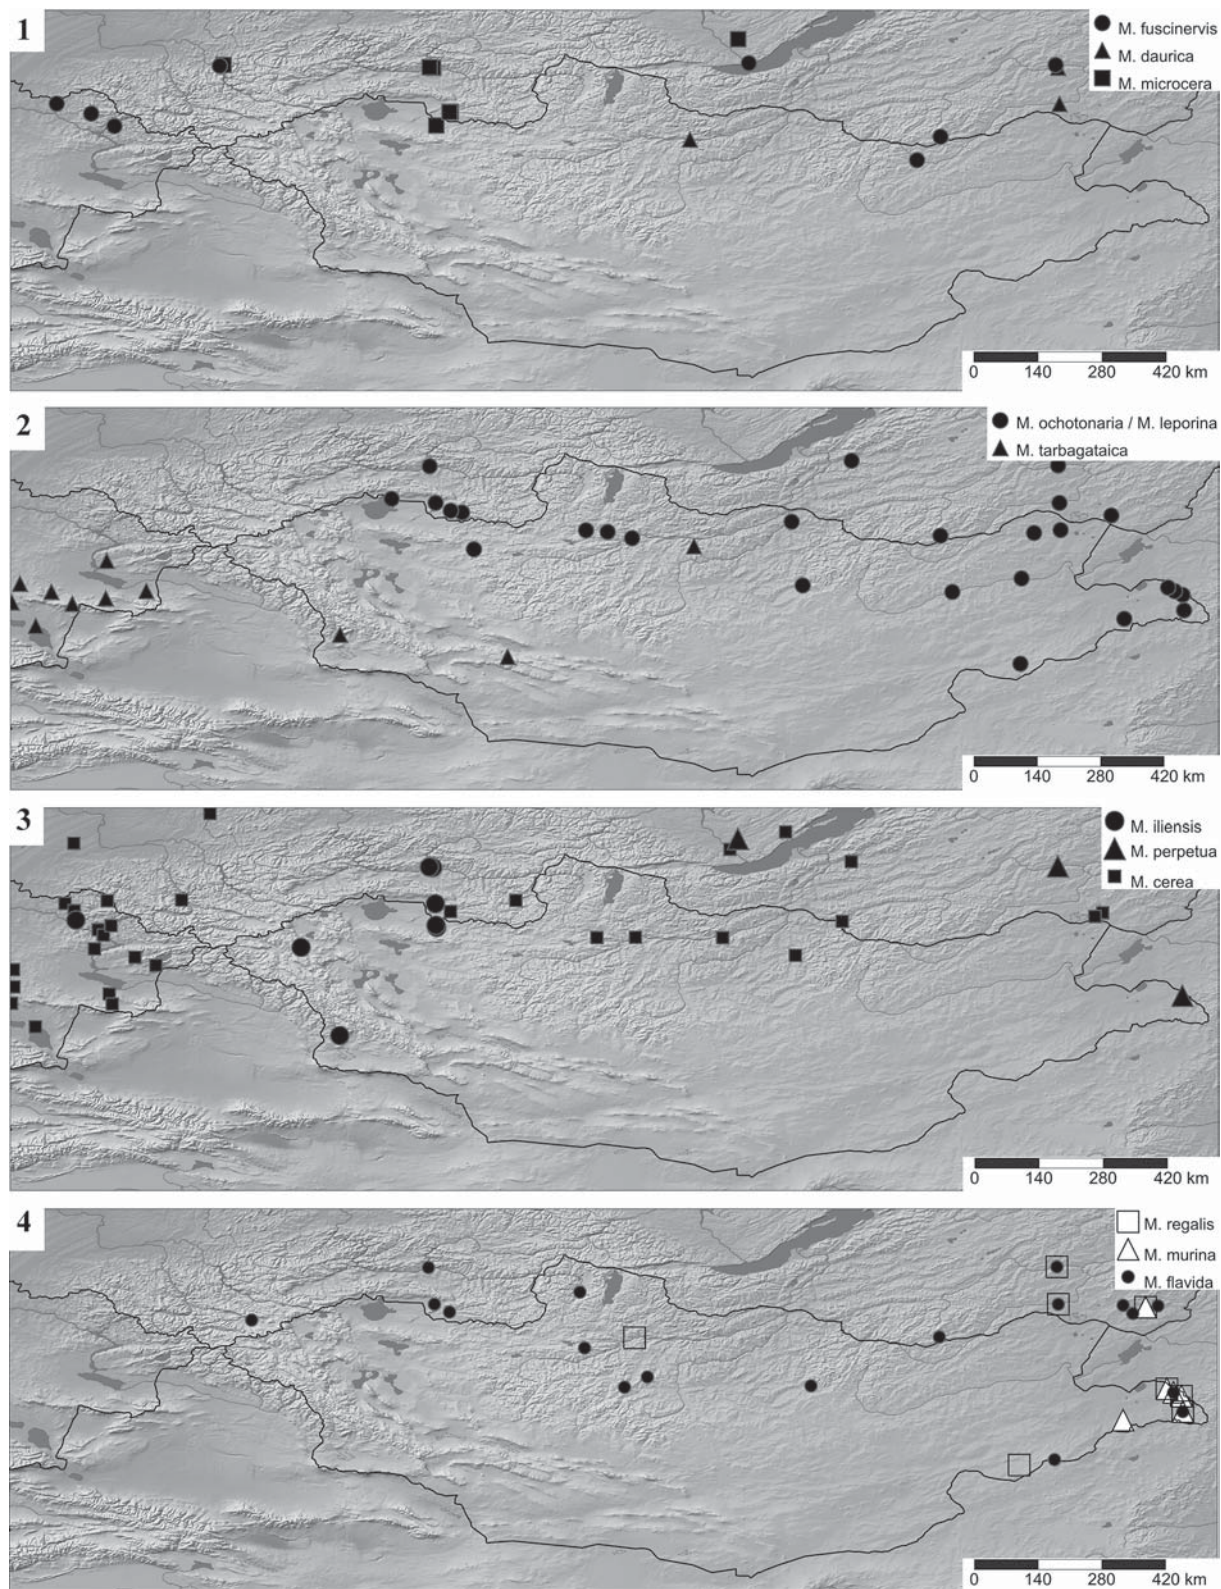 1
M. fuscinervis
M. daurica
M. microcera
0 140 280 420 km
2
M. ochotonaria / M. leporina
M. tarbagataica
0 140 280 420 km
3
M. iliensis
M. perpetua
M. cerea
0 140 280 420 km
4
M. regalis
M. murina
M. flavida
0 140 280 420 km